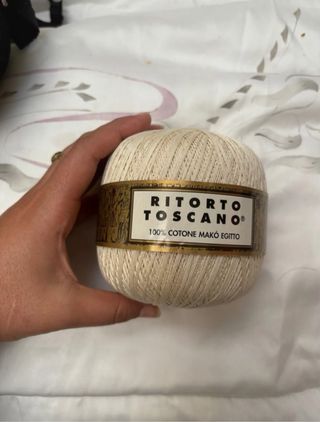 RITORTO
TOSCANO®
100% COTONE MAKÒ EGITTO